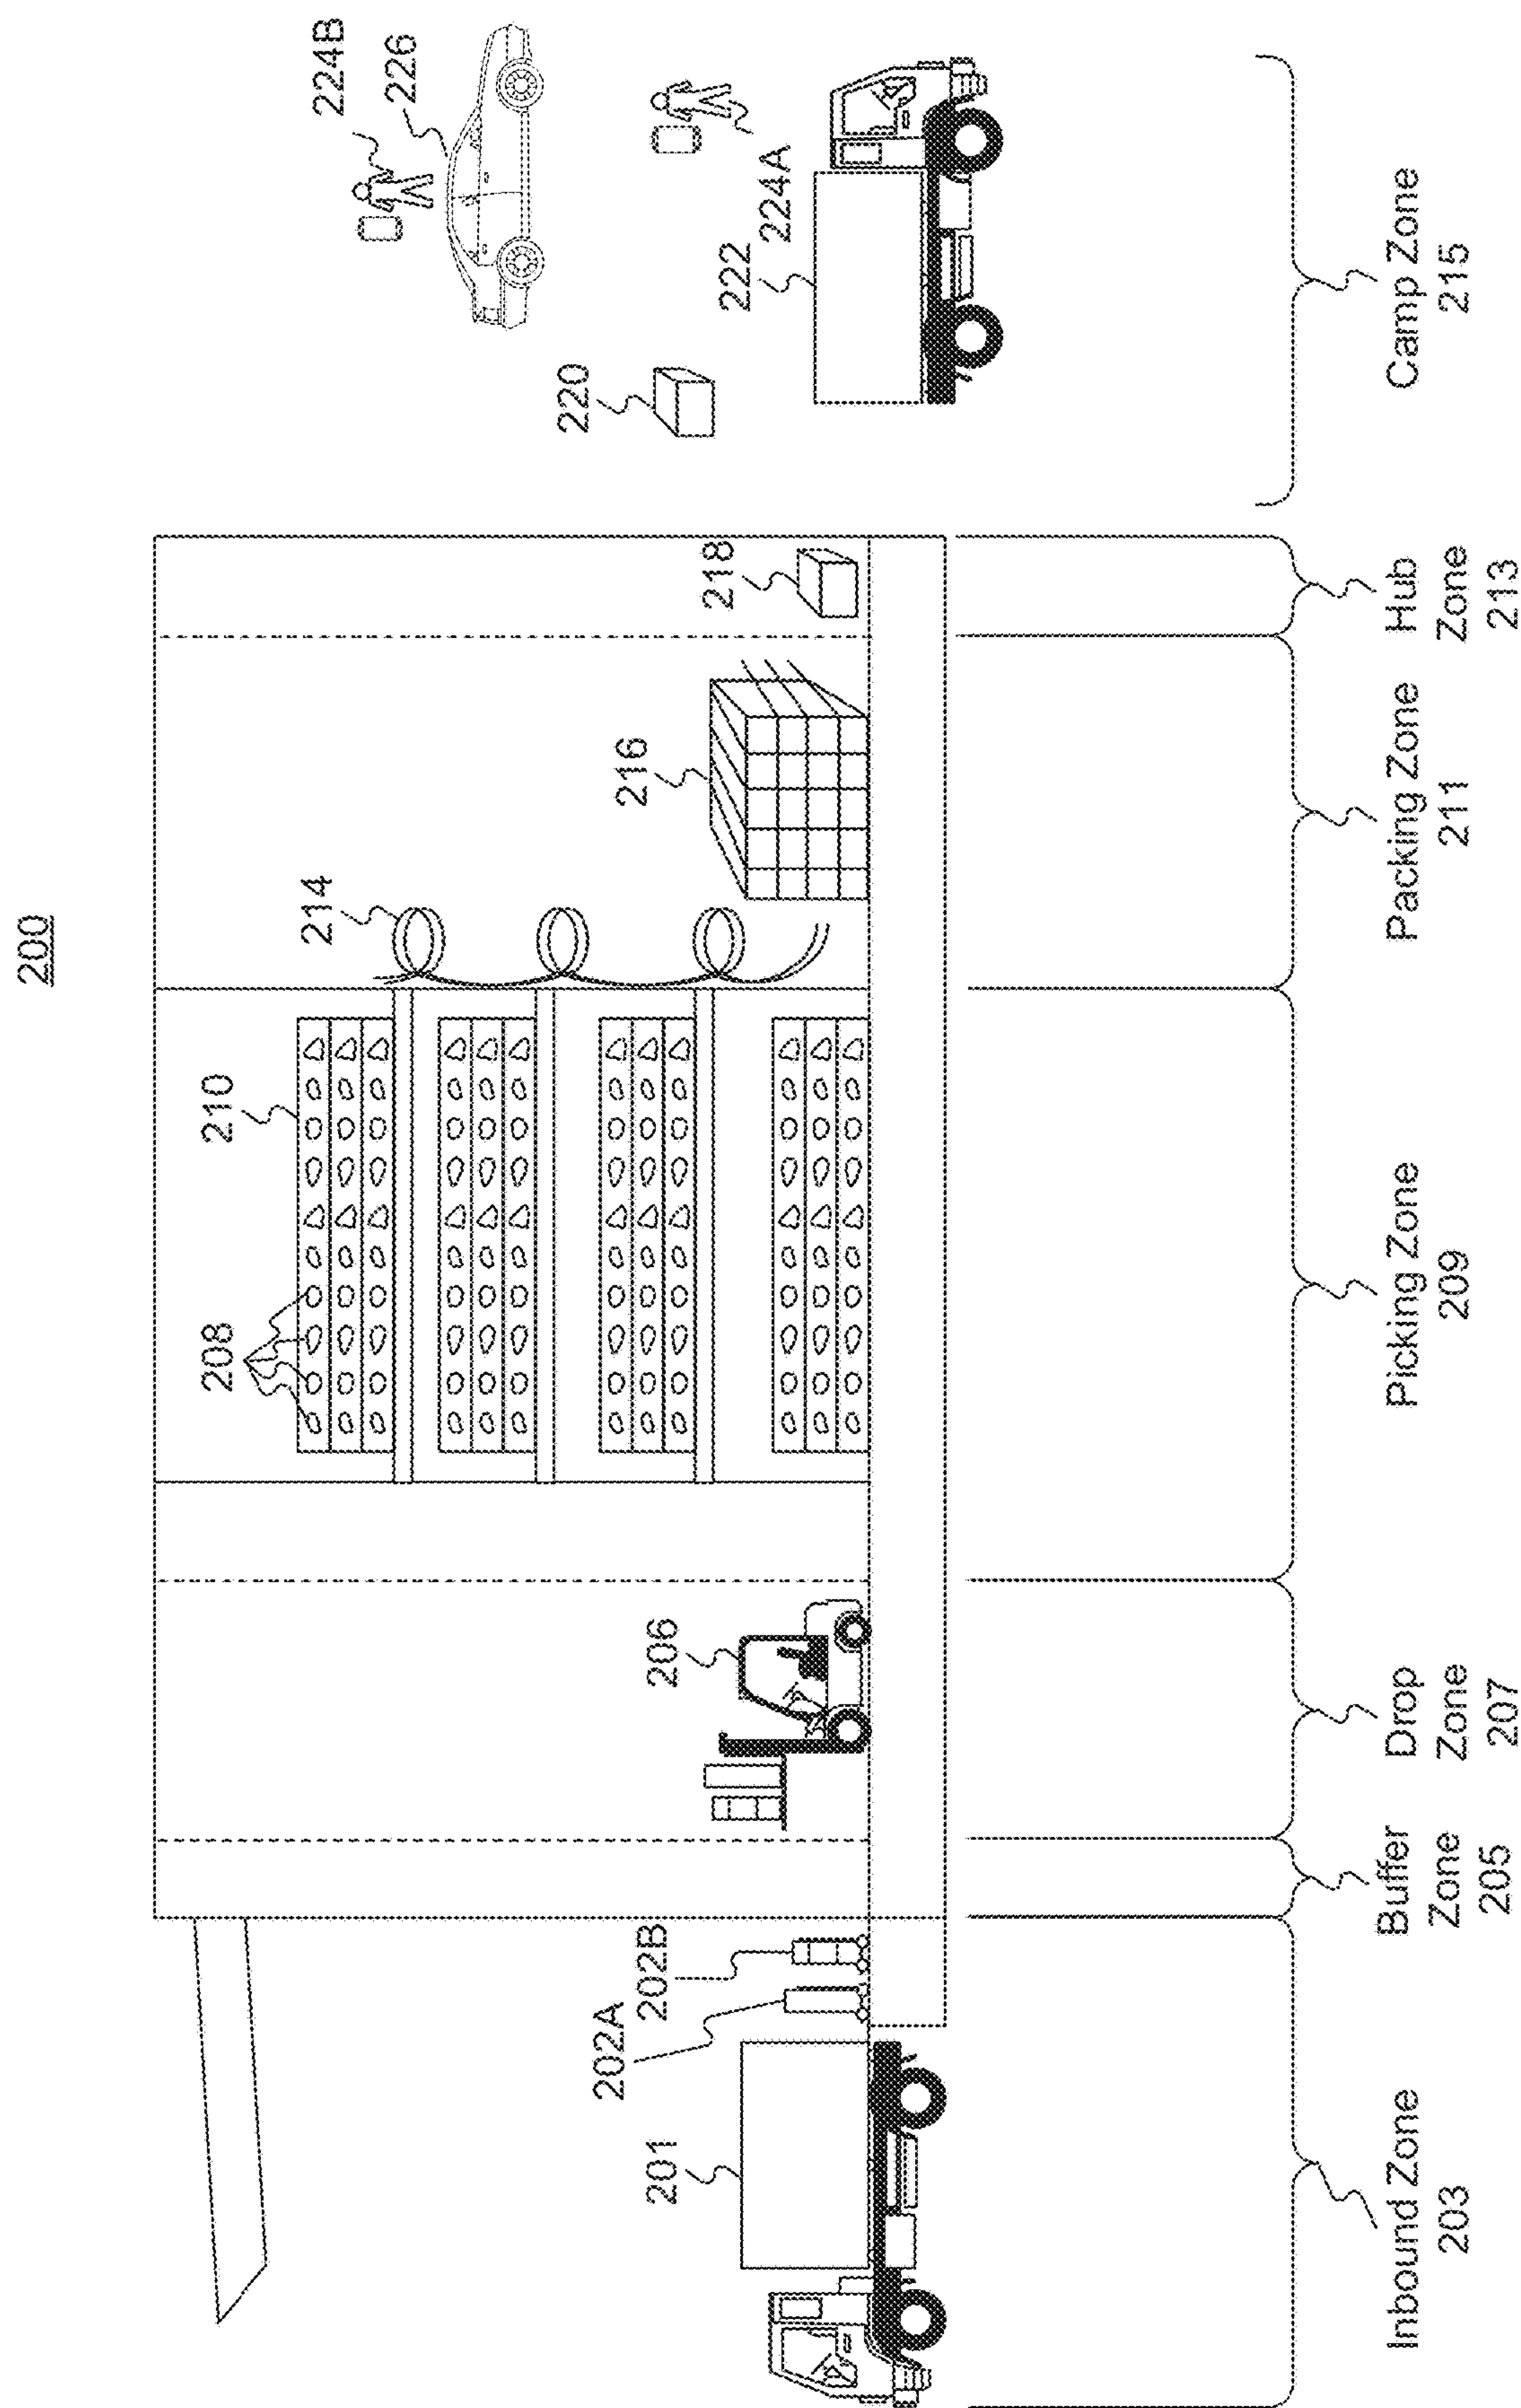 200
224B
226
224A
222
220
218
216
214
210
208
206
202B
202A
201
Inbound Zone
203
Buffer
Zone
205
Drop
Zone
207
Picking Zone
209
Packing Zone
211
Hub
Zone
213
Camp Zone
215